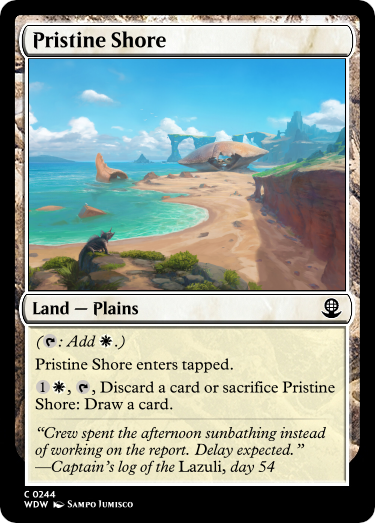 Pristine Shore
Land — Plains
(: Add .)
Pristine Shore enters tapped.
1 , , Discard a card or sacrifice Pristine
Shore: Draw a card.
“Crew spent the afternoon sunbathing instead
of working on the report. Delay expected.”
—Captain’s log of the Lazuli, day 54
C 0244
WDW Sampo Jumisco